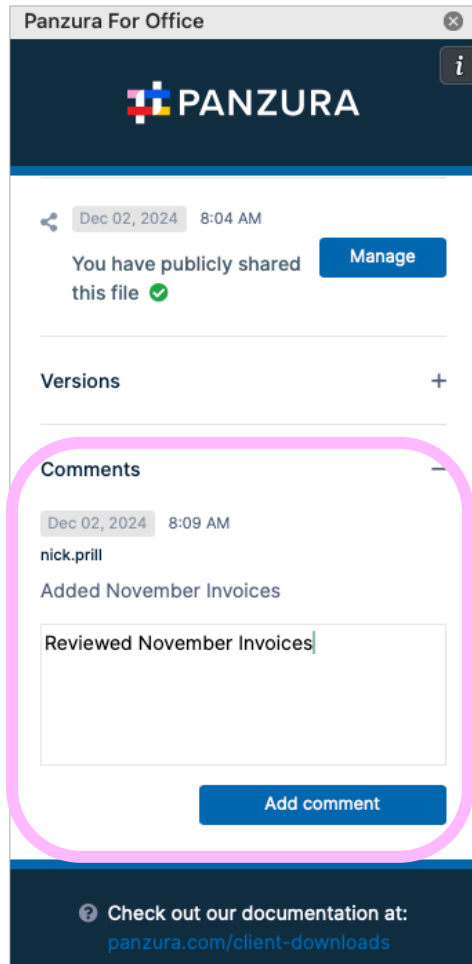 Panzura For Office
i
PANZURA
Dec 02, 2024 8:04 AM
You have publicly shared
this file
Manage
Versions
Comments
Dec 02, 2024 8:09 AM
nick.prill
Added November Invoices
Reviewed November Invoices
Add comment
Check out our documentation at:
panzura.com/client-downloads